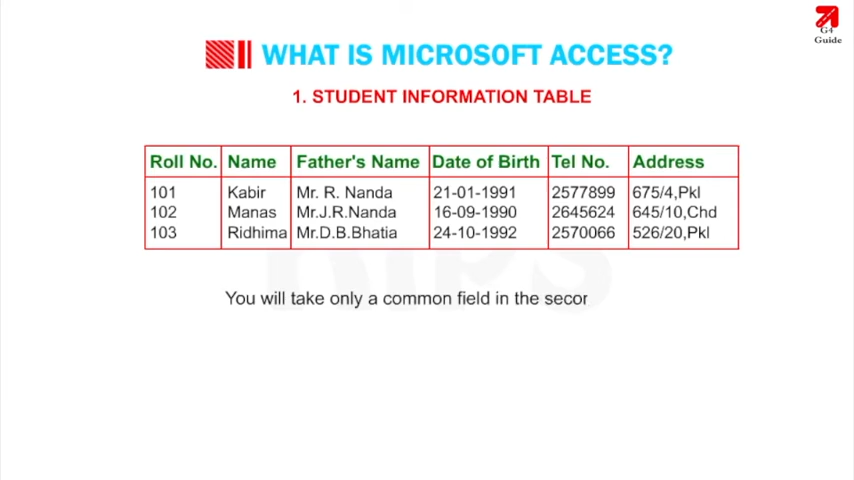 G4
Guide
WHAT IS MICROSOFT ACCESS?
1. STUDENT INFORMATION TABLE
Roll No. Name Father's Name Date of Birth Tel No. Address
101 Kabir Mr. R. Nanda 21-01-1991 2577899 675/4,Pkl
102 Manas Mr.J.R.Nanda 16-09-1990 2645624 645/10,Chd
103 Ridhima Mr.D.B.Bhatia 24-10-1992 2570066 526/20,Pkl
You will take only a common field in the secor